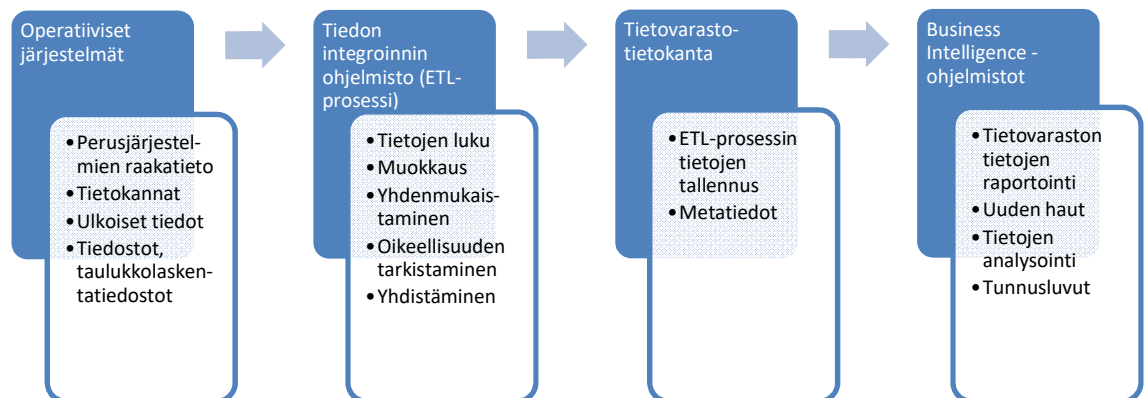 Operatiiviset
järjestelmät
•Perusjärjestel-
mien raakatieto
•Tietokannat
•Ulkoiset tiedot
•Tiedostot,
taulukkolasken-
tatiedostot
Tiedon
integroinnin
ohjelmisto (ETL-
prosessi)
•Tietojen luku
•Muokkaus
•Yhdenmukais-
taminen
•Oikeellisuuden
tarkistaminen
•Yhdistäminen
Tietovarasto-
tietokanta
•ETL-prosessin
tietojen
tallennus
•Metatiedot
Business
Intelligence -
ohjelmistot
•Tietovaraston
tietojen
raportointi
•Uuden haut
•Tietojen
analysointi
•Tunnusluvut